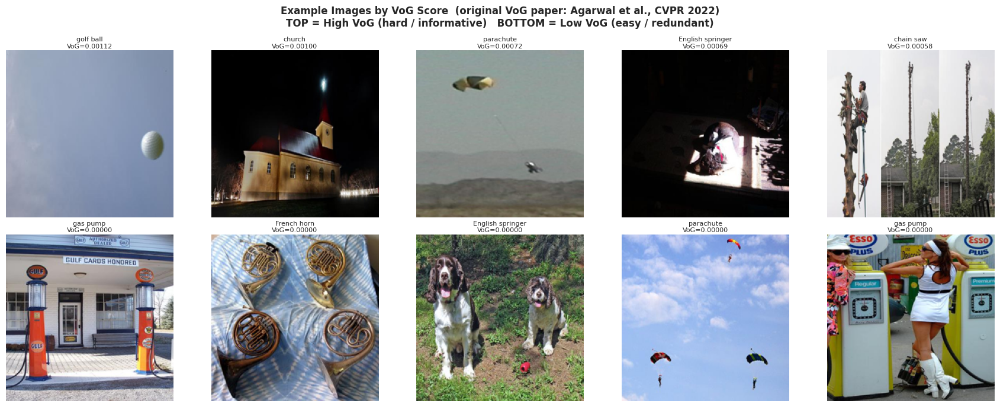 Example Images by VoG Score (original VoG paper: Agarwal et al., CVPR 2022)
TOP = High VoG (hard / informative) BOTTOM = Low VoG (easy / redundant)
golf ball
VoG=0.00112
church
VoG=0.00100
parachute
VoG=0.00072
English springer
VoG=0.00069
chain saw
VoG=0.00058
gas pump
VoG=0.00000
French horn
VoG=0.00000
English springer
VoG=0.00000
parachute
VoG=0.00000
gas pump
VoG=0.00000
GULF
AUTHORIZED
DEALER
GULF
GULF CARDS HONORED
GULF
GULF
Esso
PLUS
Esso
PLUS
Regular
Premium